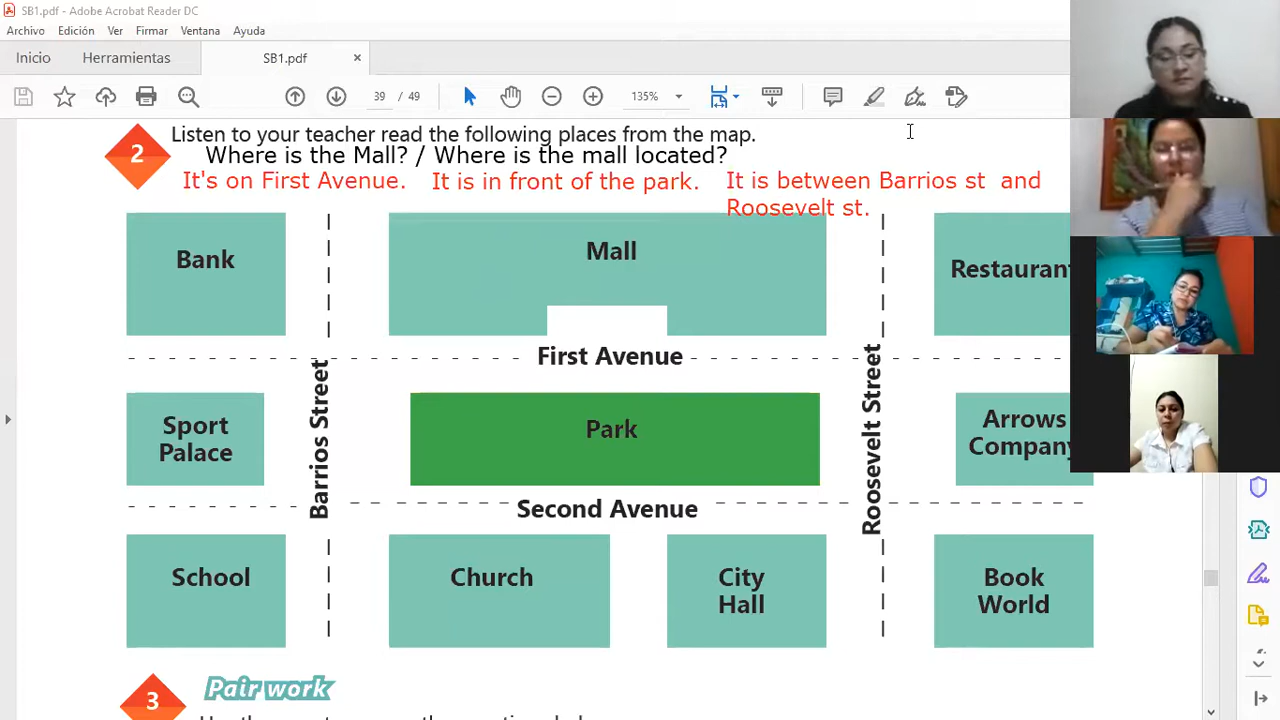 SB1.pdf - Adobe Acrobat Reader DC
Archivo Edición Ver Firmar Ventana Ayuda
Inicio Herramientas SB1.pdf ×
39 / 49 135%
2 Listen to your teacher read the following places from the map.
Where is the Mall? / Where is the mall located?
It's on First Avenue. It is in front of the park. It is between Barrios st and
Roosevelt st.
Bank Mall Restaurant
First Avenue
Barrios Street
Roosevelt Street
Sport
Palace
Park
Arrows
Company
Second Avenue
School Church City
Hall
Book
World
3 Pair work